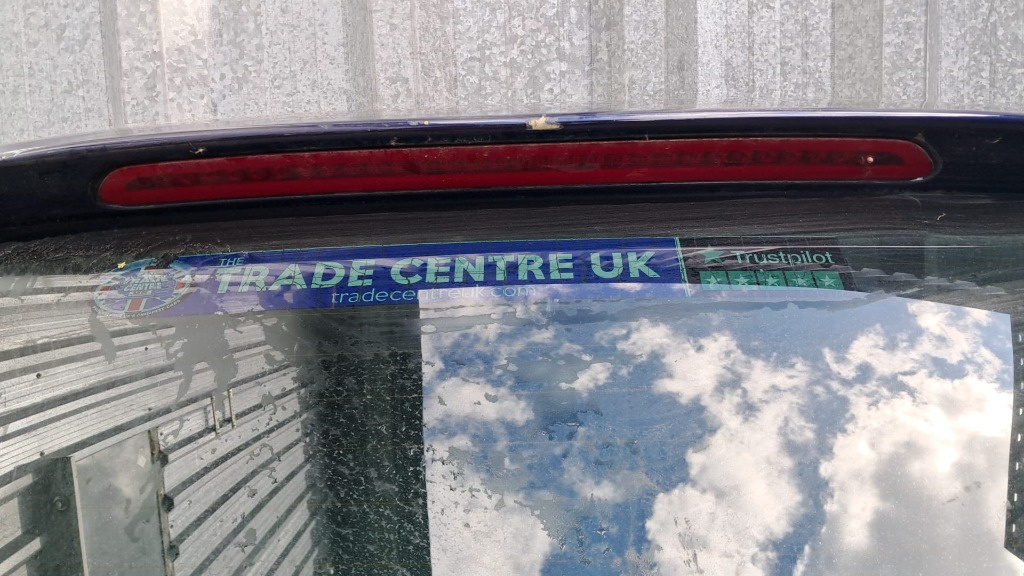 THE
TRADE CENTRE UK
tradecentreuk.com
Trustpilot